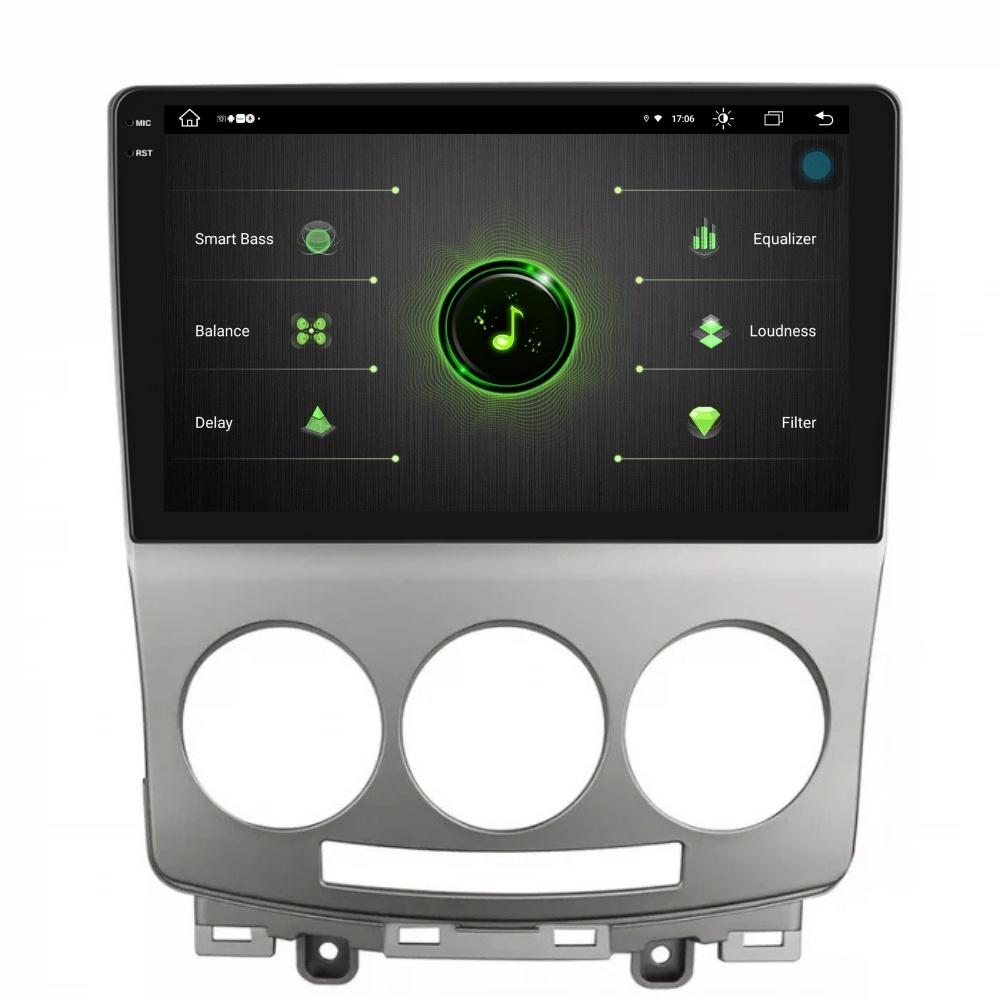 MIC
RST
17:06
Smart Bass
Equalizer
Balance
Loudness
Delay
Filter